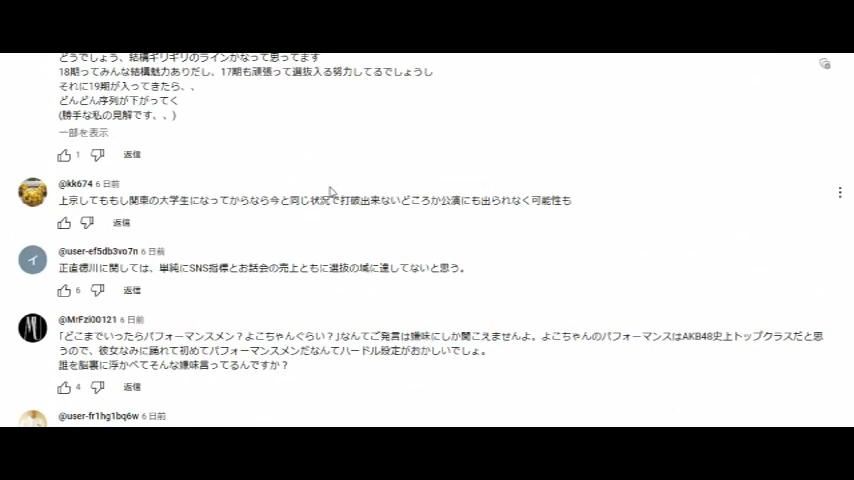 どうでしょう、結構ギリギリのラインかなって思ってます
18期ってみんな結構魅力ありだし、17期も頑張って選抜入る努力してるでしょうし
それに19期が入ってきたら、、
どんどん序列が下がってく
(勝手な私の見解です、、)
一部を表示
1 返信
@kk674 6 日前
上京してももし関東の大学生になってからなら今と同じ状況で打破出来ないどころか公演にも出られなく可能性も
返信
@user-ef5db3vo7n 6 日前
イ
正直徳川に関しては、単純にSNS指標とお話会の売上ともに選抜の域に達してないと思う。
6 返信
@MrFzi00121 6 日前
「どこまでいったらパフォーマンスメン？よこちゃんぐらい？」なんてご発言は嫌味にしか聞こえませんよ。よこちゃんのパフォーマンスはAKB48史上トップクラスだと思
うので、彼女なみに踊れて初めてパフォーマンスメンだなんてハードル設定がおかしいでしょ。
誰を脳裏に浮かべてそんな嫌味言ってるんですか？
4 返信
@user-fr1hg1bq6w 6 日前